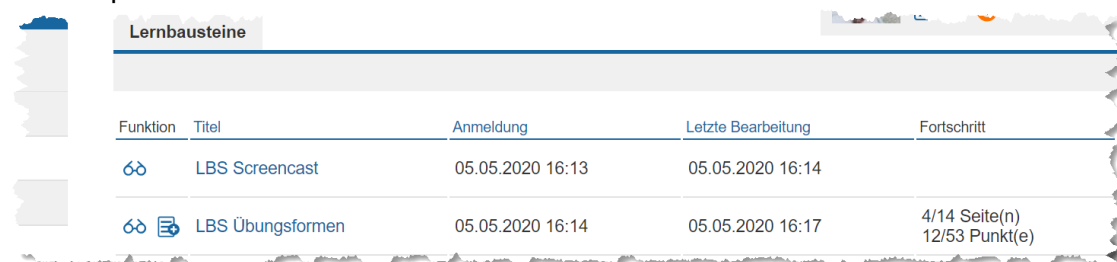 Lernbausteine
Funktion Titel Anmeldung Letzte Bearbeitung Fortschritt
LBS Screencast 05.05.2020 16:13 05.05.2020 16:14
LBS Übungsformen 05.05.2020 16:14 05.05.2020 16:17 4/14 Seite(n)
12/53 Punkt(e)